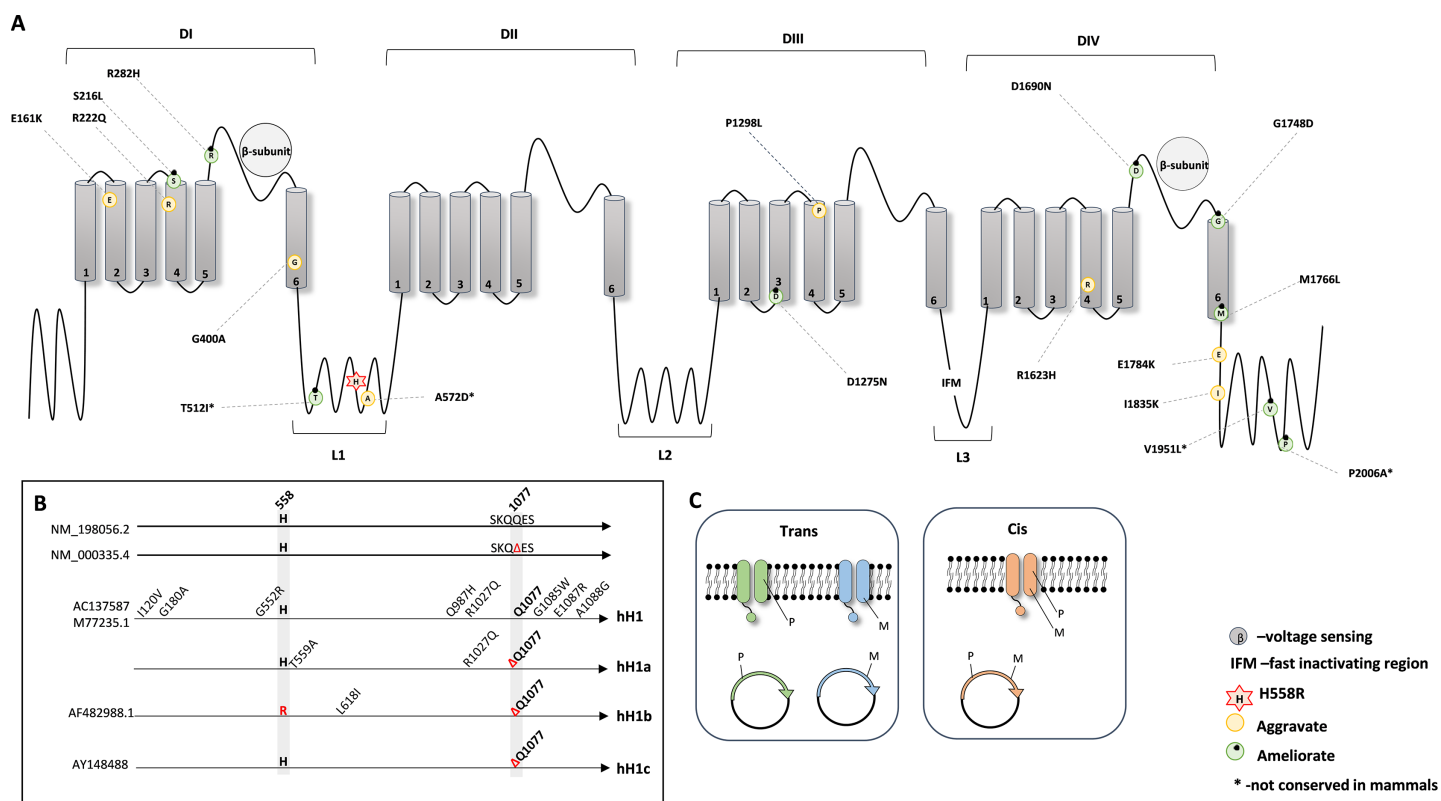 A
DI
DII
DIII
DIV
R282H
S216L
E161K
R222Q
P1298L
D1690N
G1748D
β-subunit
β-subunit
R
S
E
R
G
P
D
D
G
R
M
E
I
V
P
T
H
A
1
2
3
4
5
6
1
2
3
4
5
6
1
2
3
4
5
6
1
2
3
4
5
6
G400A
T512I*
A572D*
D1275N
IFM
R1623H
M1766L
E1784K
I1835K
V1951L*
P2006A*
L1
L2
L3
B
558
1077
NM_198056.2
H
SKQQES
NM_000335.4
H
SKQΔES
AC137587
M77235.1
I120V
G180A
G552R
H
Q987H
R1027Q
Q1077
G1085W
E1087R
A1088G
hH1
H
T559A
R1027Q
ΔQ1077
hH1a
AF482988.1
R
L618I
ΔQ1077
hH1b
AY148488
H
ΔQ1077
hH1c
C
Trans
P
M
P
M
Cis
P
M
P
M
β –voltage sensing
IFM –fast inactivating region
H H558R
Aggravate
Ameliorate
* -not conserved in mammals